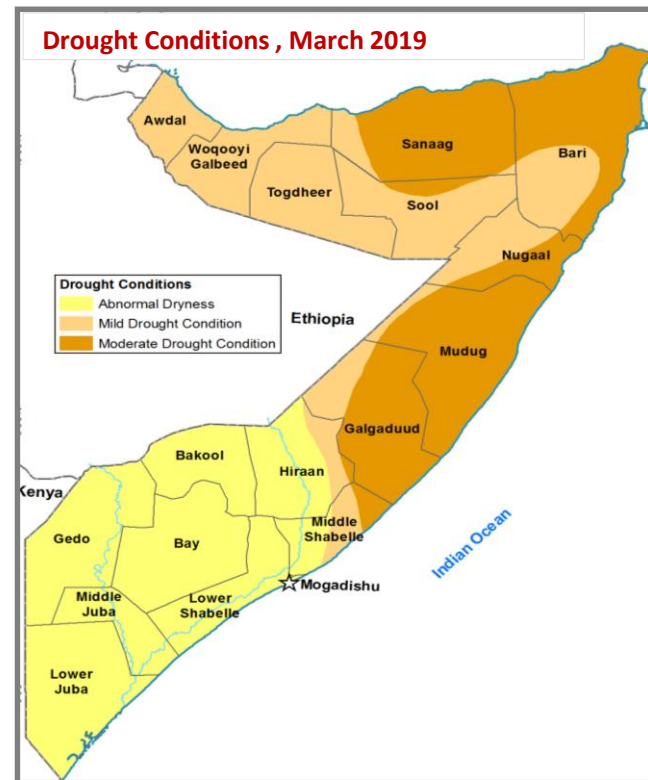 Drought Conditions , March 2019
Awdal
Woqooyi
Galbeed
Togdheer
Sanaag
Sool
Bari
Nugaal
Drought Conditions
Abnormal Dryness
Mild Drought Condition
Moderate Drought Condition
Ethiopia
Mudug
Galgaduud
Bakool
Hiraan
Kenya
Gedo
Bay
Middle
Shabelle
Indian Ocean
Mogadishu
Middle
Juba
Lower
Shabelle
Lower
Juba